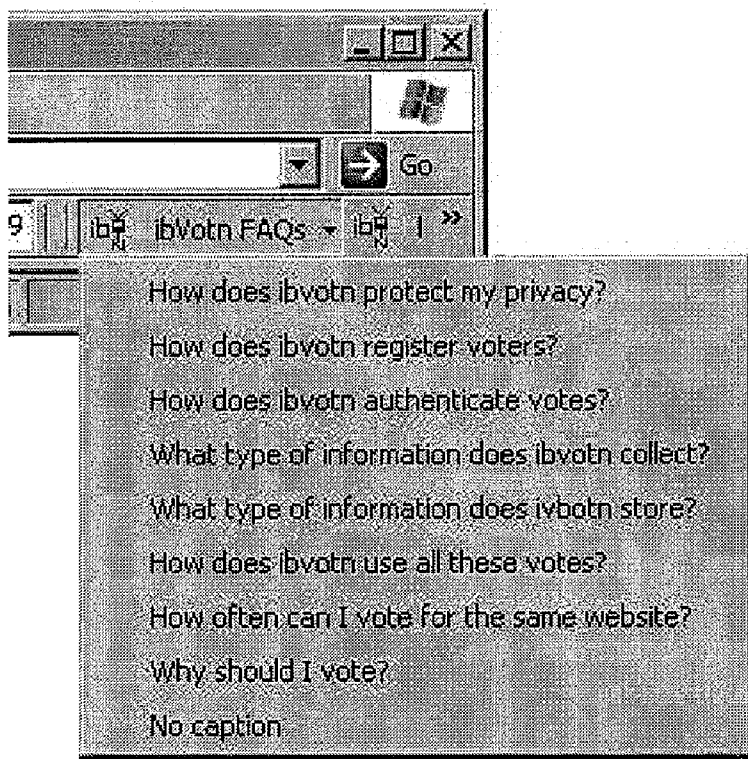 Go
9 ibVotn FAQs
How does ibvotn protect my privacy?
How does ibvotn register voters?
How does ibvotn authenticate votes?
What type of information does ibvotn collect?
What type of information does ivbotn store?
How does ibvotn use all these votes?
How often can I vote for the same website?
Why should I vote?
No caption